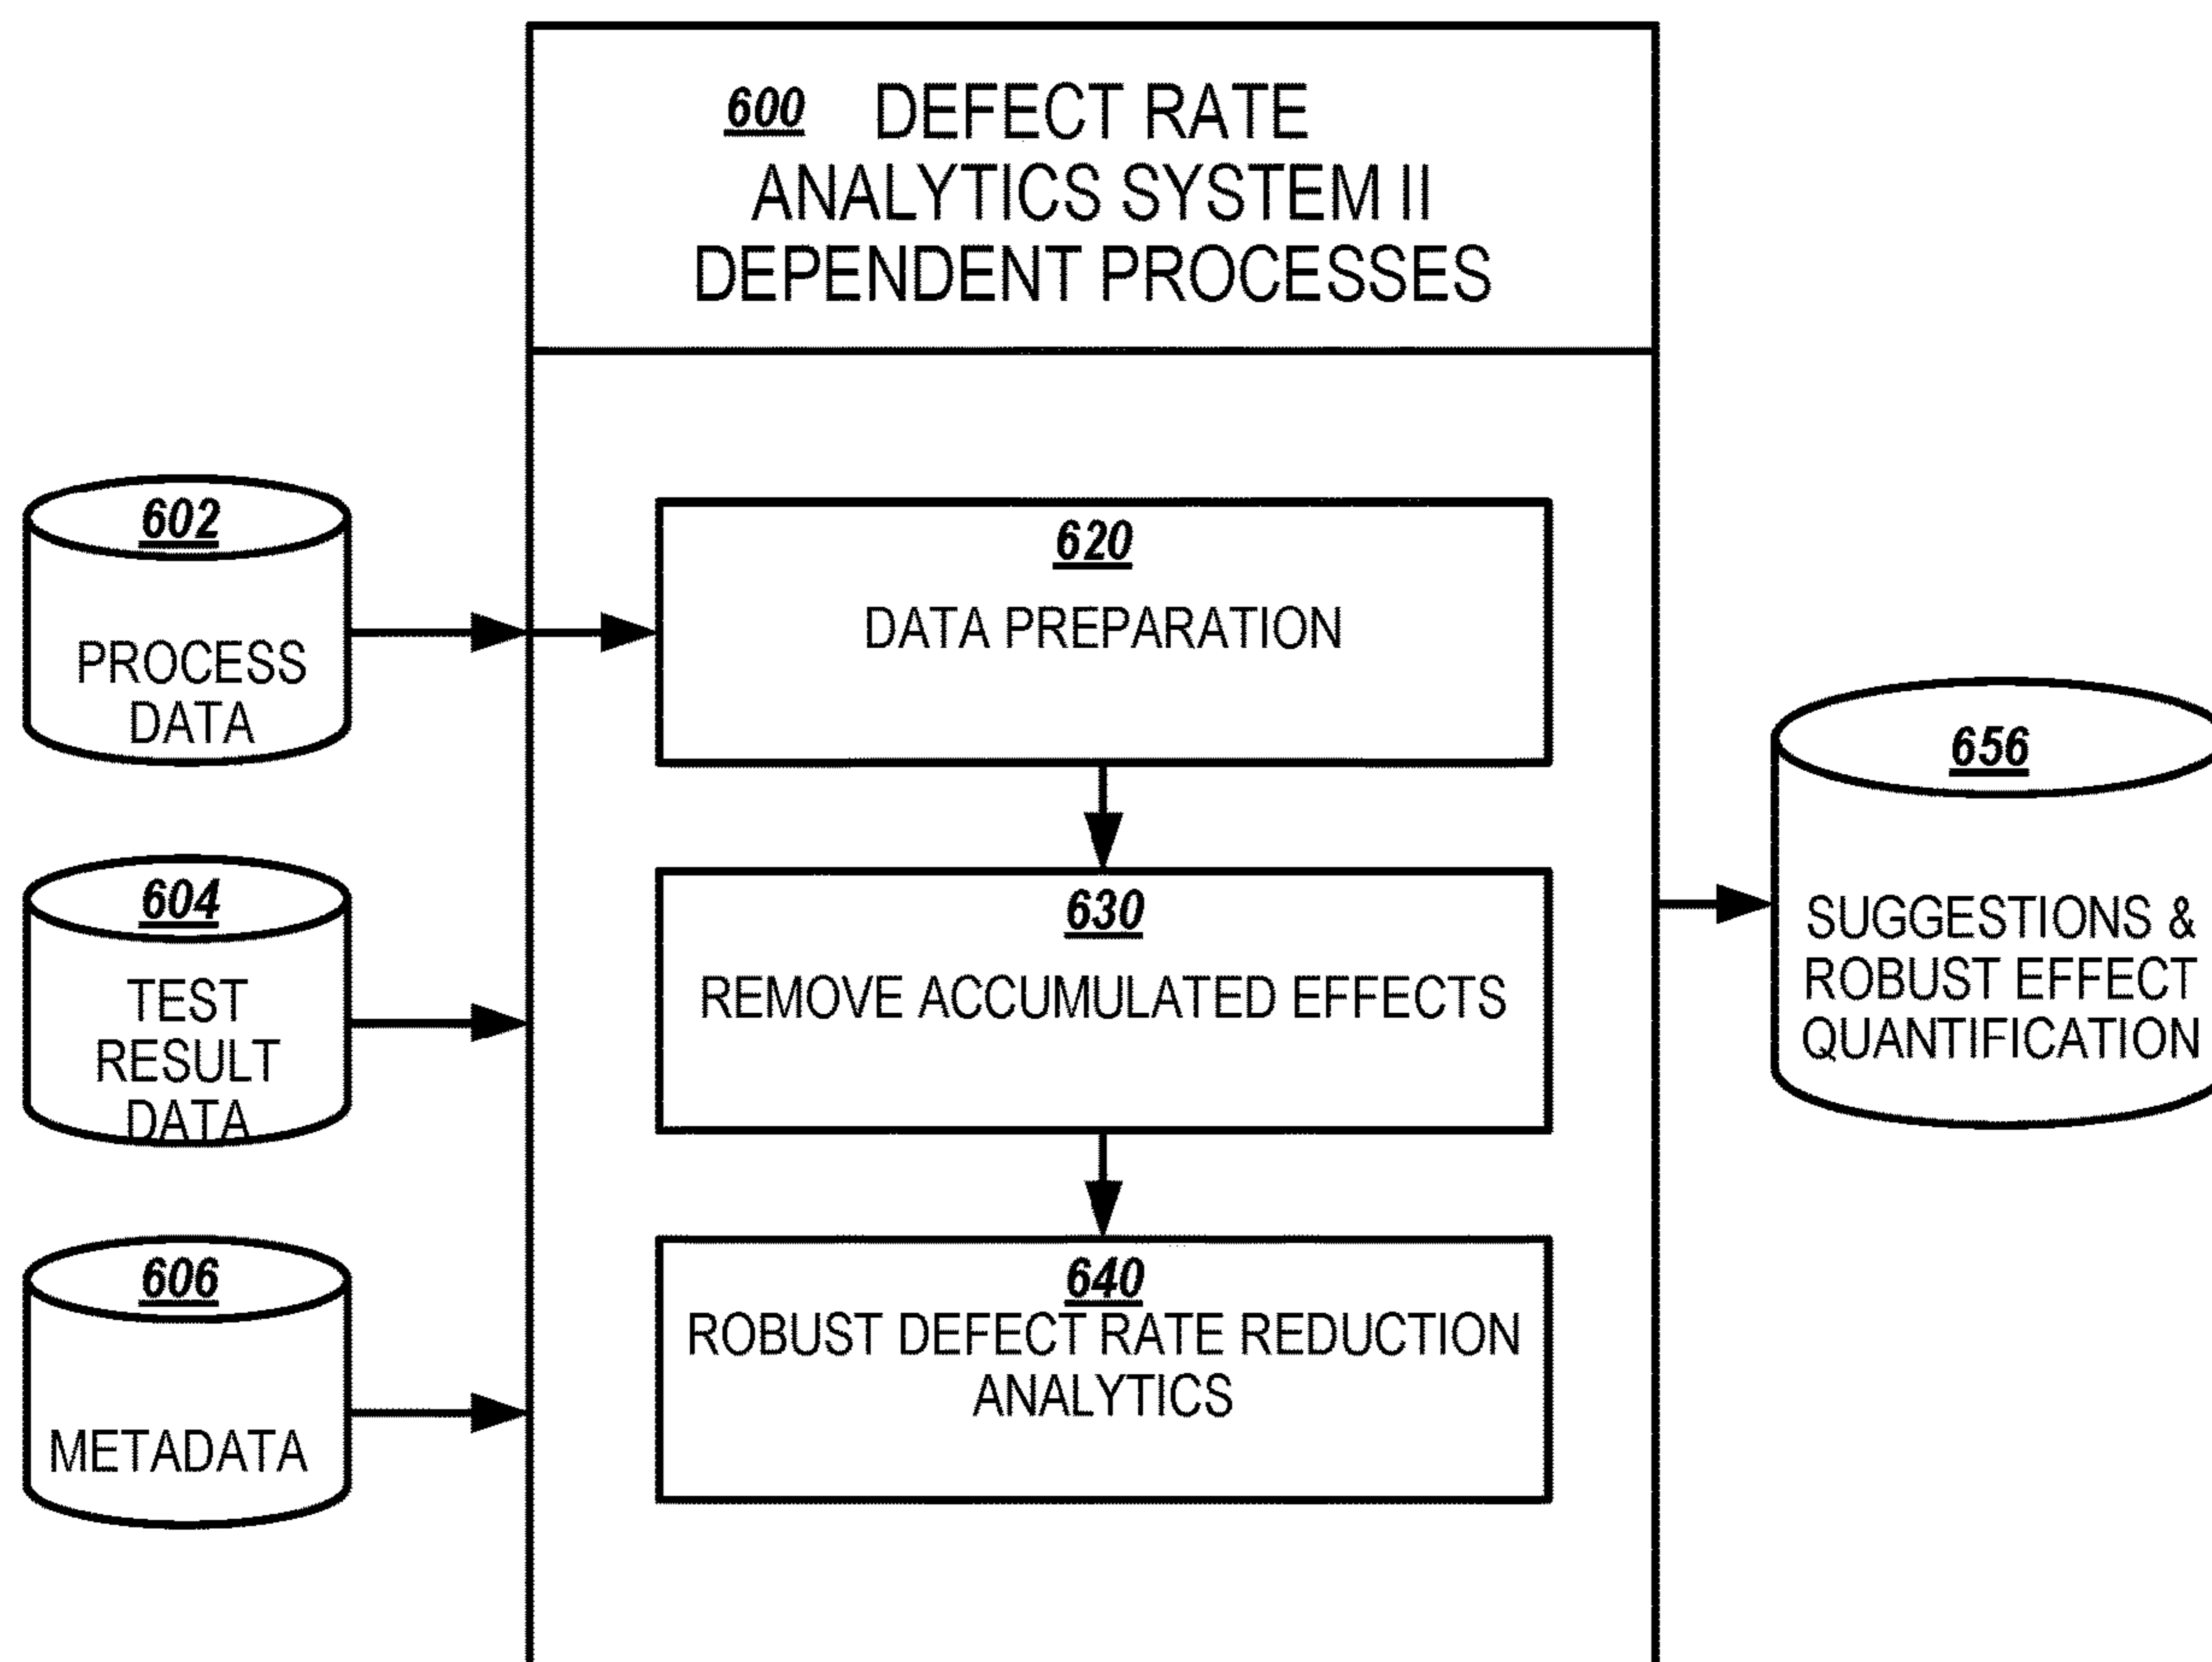 600 DEFECT RATE
ANALYTICS SYSTEM II
DEPENDENT PROCESSES
602
PROCESS
DATA
604
TEST
RESULT
DATA
606
METADATA
620
DATA PREPARATION
630
REMOVE ACCUMULATED EFFECTS
640
ROBUST DEFECT RATE REDUCTION
ANALYTICS
656
SUGGESTIONS &
ROBUST EFFECT
QUANTIFICATION